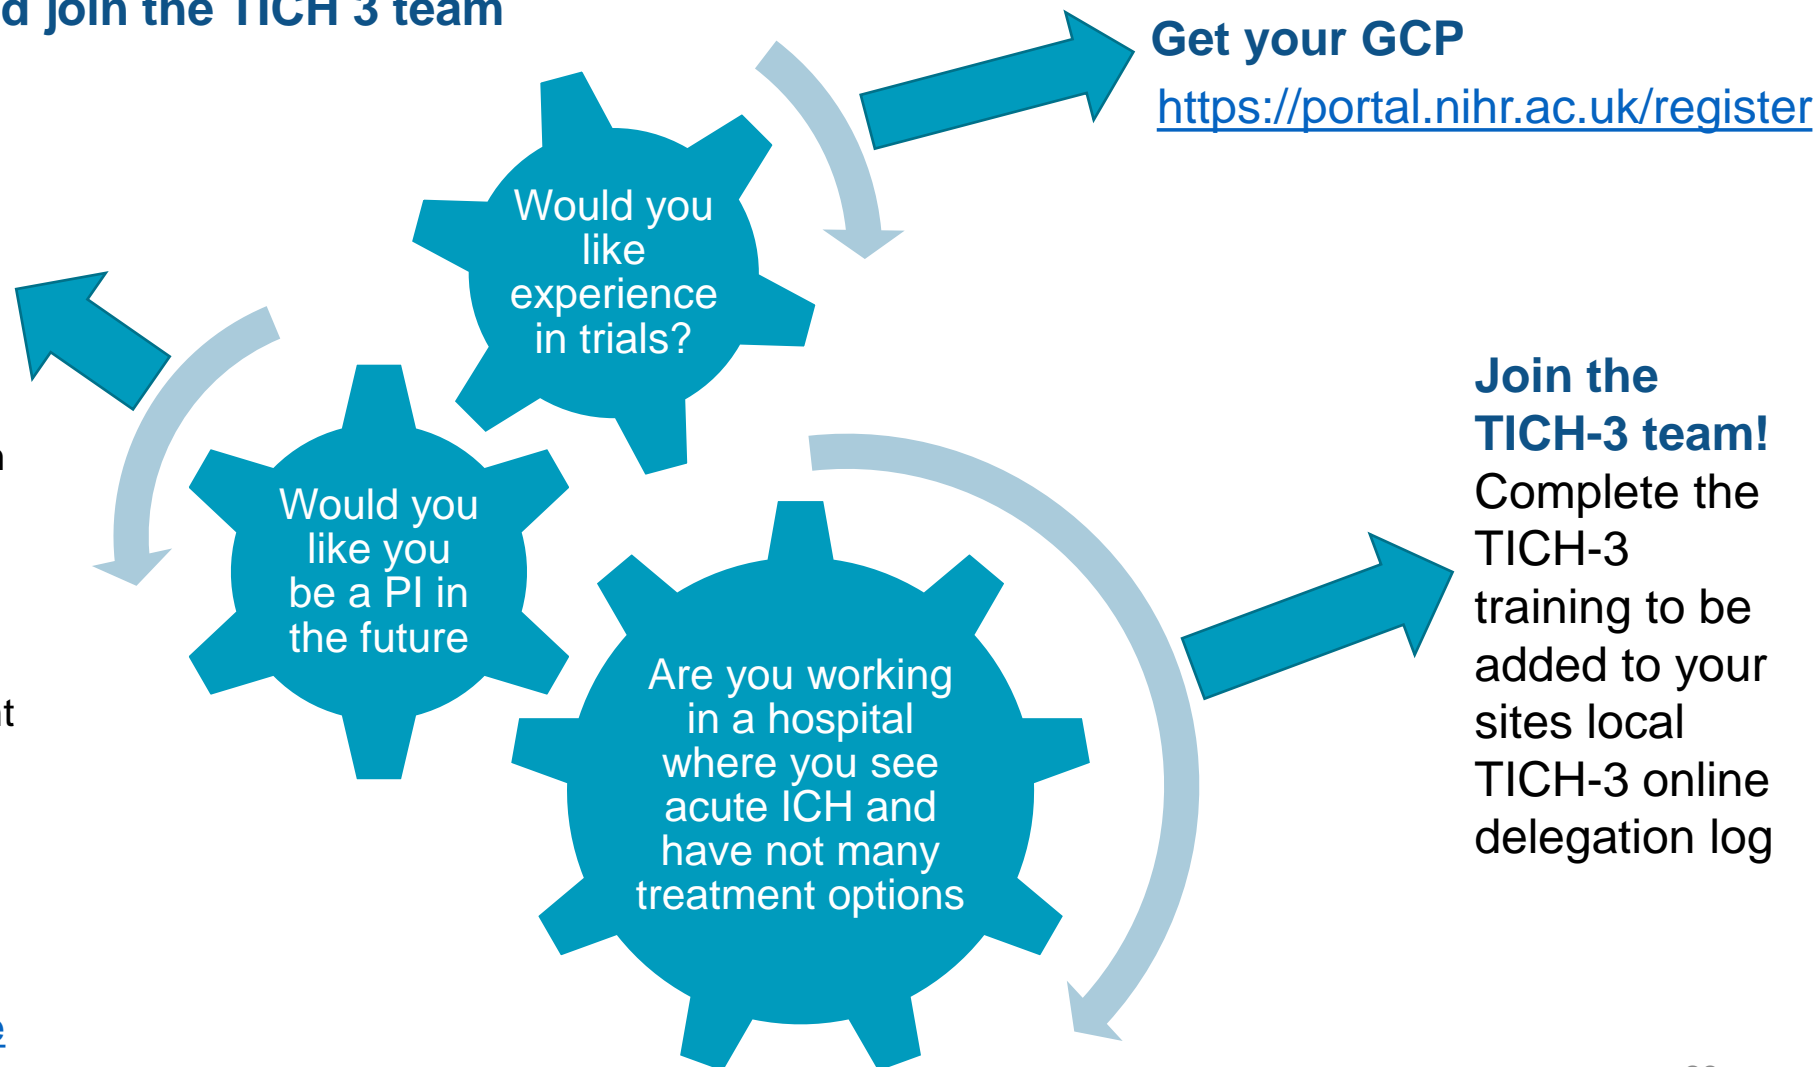 d join the TICH 3 team
Get your GCP
https://portal.nihr.ac.uk/register
Would you
like
experience
in trials?
Would you
like you
be a PI in
the future
Are you working
in a hospital
where you see
acute ICH and
have not many
treatment options
Join the
TICH-3 team!
Complete the
TICH-3
training to be
added to your
sites local
TICH-3 online
delegation log